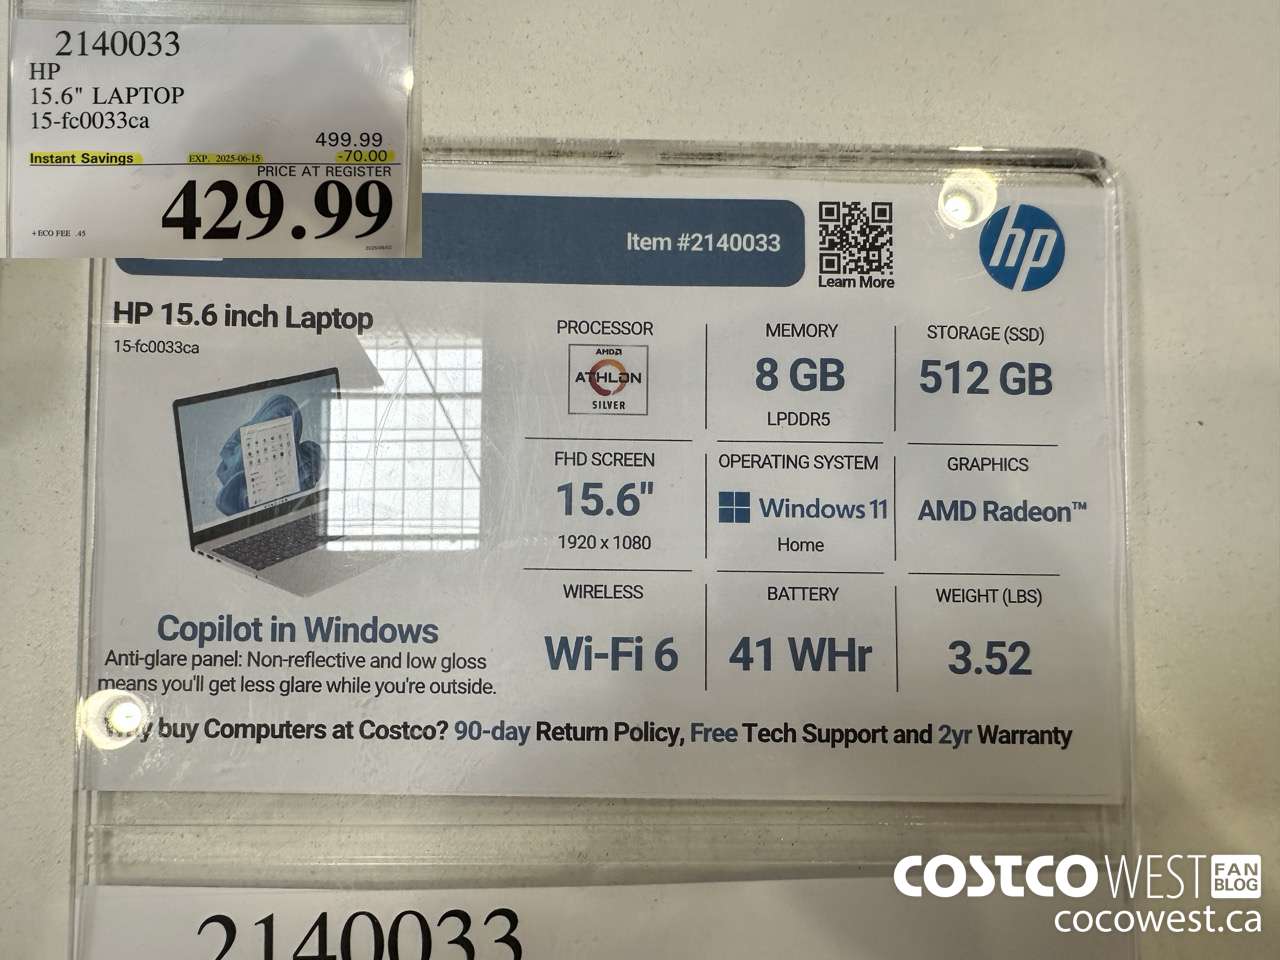 2140033
HP
15.6" LAPTOP
15-fc0033ca
499.99
Instant Savings EXP. 2025-06-15 -70.00
PRICE AT REGISTER
429.99
+ECO FEE .45
Item #2140033
Learn More
hp
HP 15.6 inch Laptop
15-fc0033ca
PROCESSOR
AMD
ATHLON
SILVER
MEMORY
8 GB
LPDDR5
STORAGE (SSD)
512 GB
FHD SCREEN
15.6"
1920 x 1080
OPERATING SYSTEM
Windows 11
Home
GRAPHICS
AMD Radeon™
WIRELESS
Wi-Fi 6
BATTERY
41 WHr
WEIGHT (LBS)
3.52
Copilot in Windows
Anti-glare panel: Non-reflective and low gloss
means you'll get less glare while you're outside.
Why buy Computers at Costco? 90-day Return Policy, Free Tech Support and 2yr Warranty
2140033
COSTCO WEST FAN BLOG
cocowest.ca